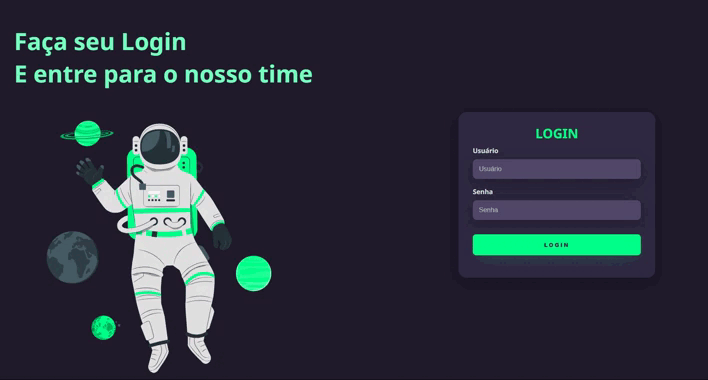 Faça seu Login
E entre para o nosso time
LOGIN
Usuário
Usuário
Senha
Senha
LOGIN